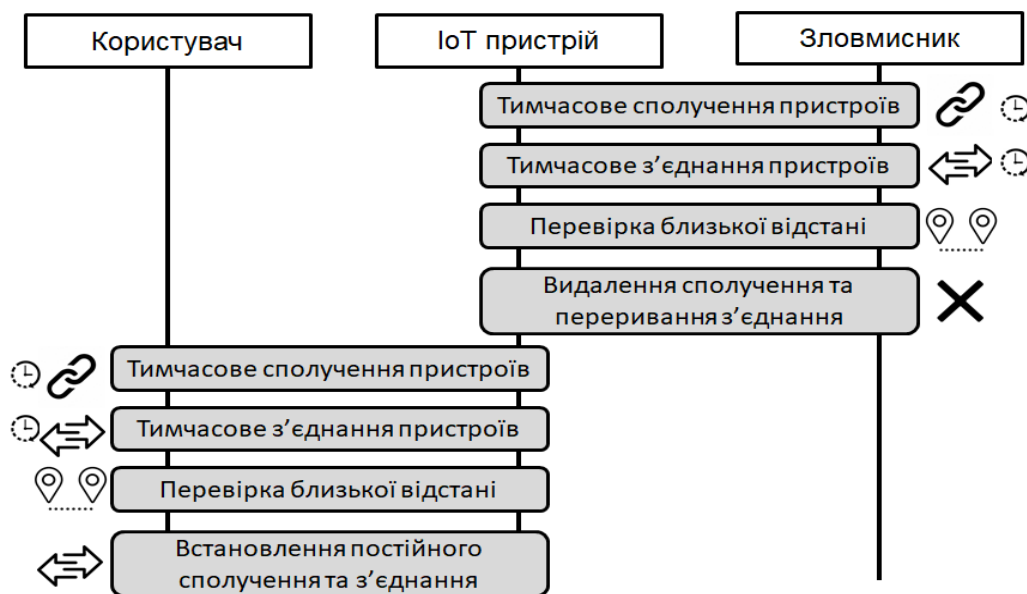 Користувач
IoT пристрій
Зловмисник
Тимчасове сполучення пристроїв
Тимчасове з’єднання пристроїв
Перевірка близької відстані
Видалення сполучення та
переривання з’єднання
Тимчасове сполучення пристроїв
Тимчасове з’єднання пристроїв
Перевірка близької відстані
Встановлення постійного
сполучення та з’єднання